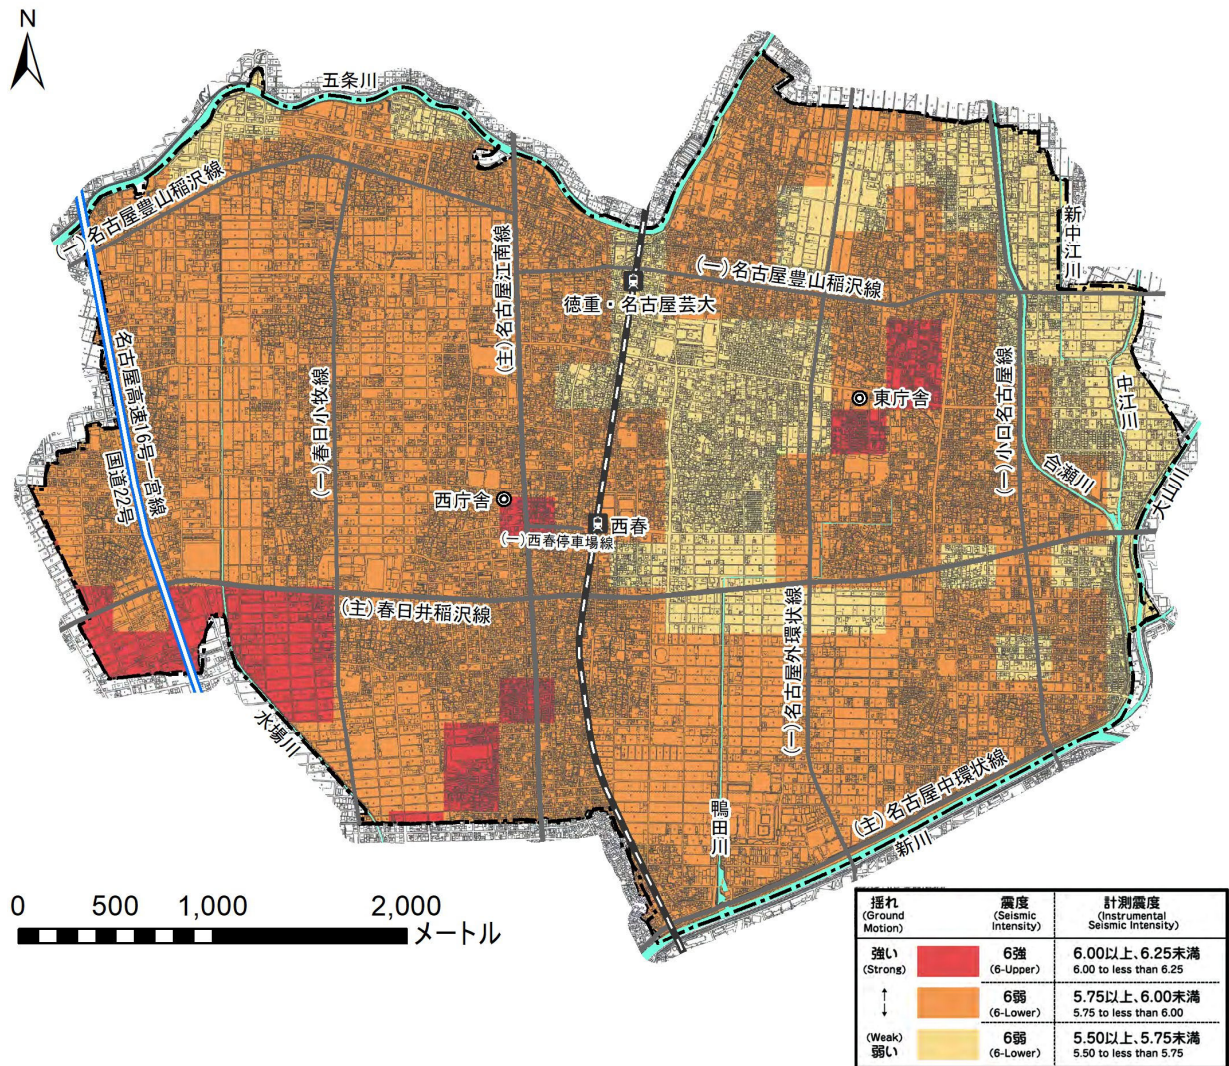 N
五条川
(一)名古屋豊山稲沢線
(主)名古屋江南線
新中江川
(一)名古屋豊山稲沢線
徳重・名古屋芸大
名古屋高速16号一宮線
国道22号
(一)春日小牧線
東庁舎
(一)小口名古屋線
中江川
合瀬川
大山川
西庁舎
西春
(一)西春停車場線
(主)春日井稲沢線
(一)名古屋外環状線
水場川
鴨田川
(主)名古屋中環状線
新川
0 500 1,000 2,000
メートル
揺れ 震度 計測震度
(Ground Motion) (Seismic Intensity) (Instrumental Seismic Intensity)
強い 6強 6.00以上、6.25未満
(Strong) (6-Upper) 6.00 to less than 6.25
↑ 6弱 5.75以上、6.00未満
↓ (6-Lower) 5.75 to less than 6.00
(Weak) 6弱 5.50以上、5.75未満
弱い (6-Lower) 5.50 to less than 5.75